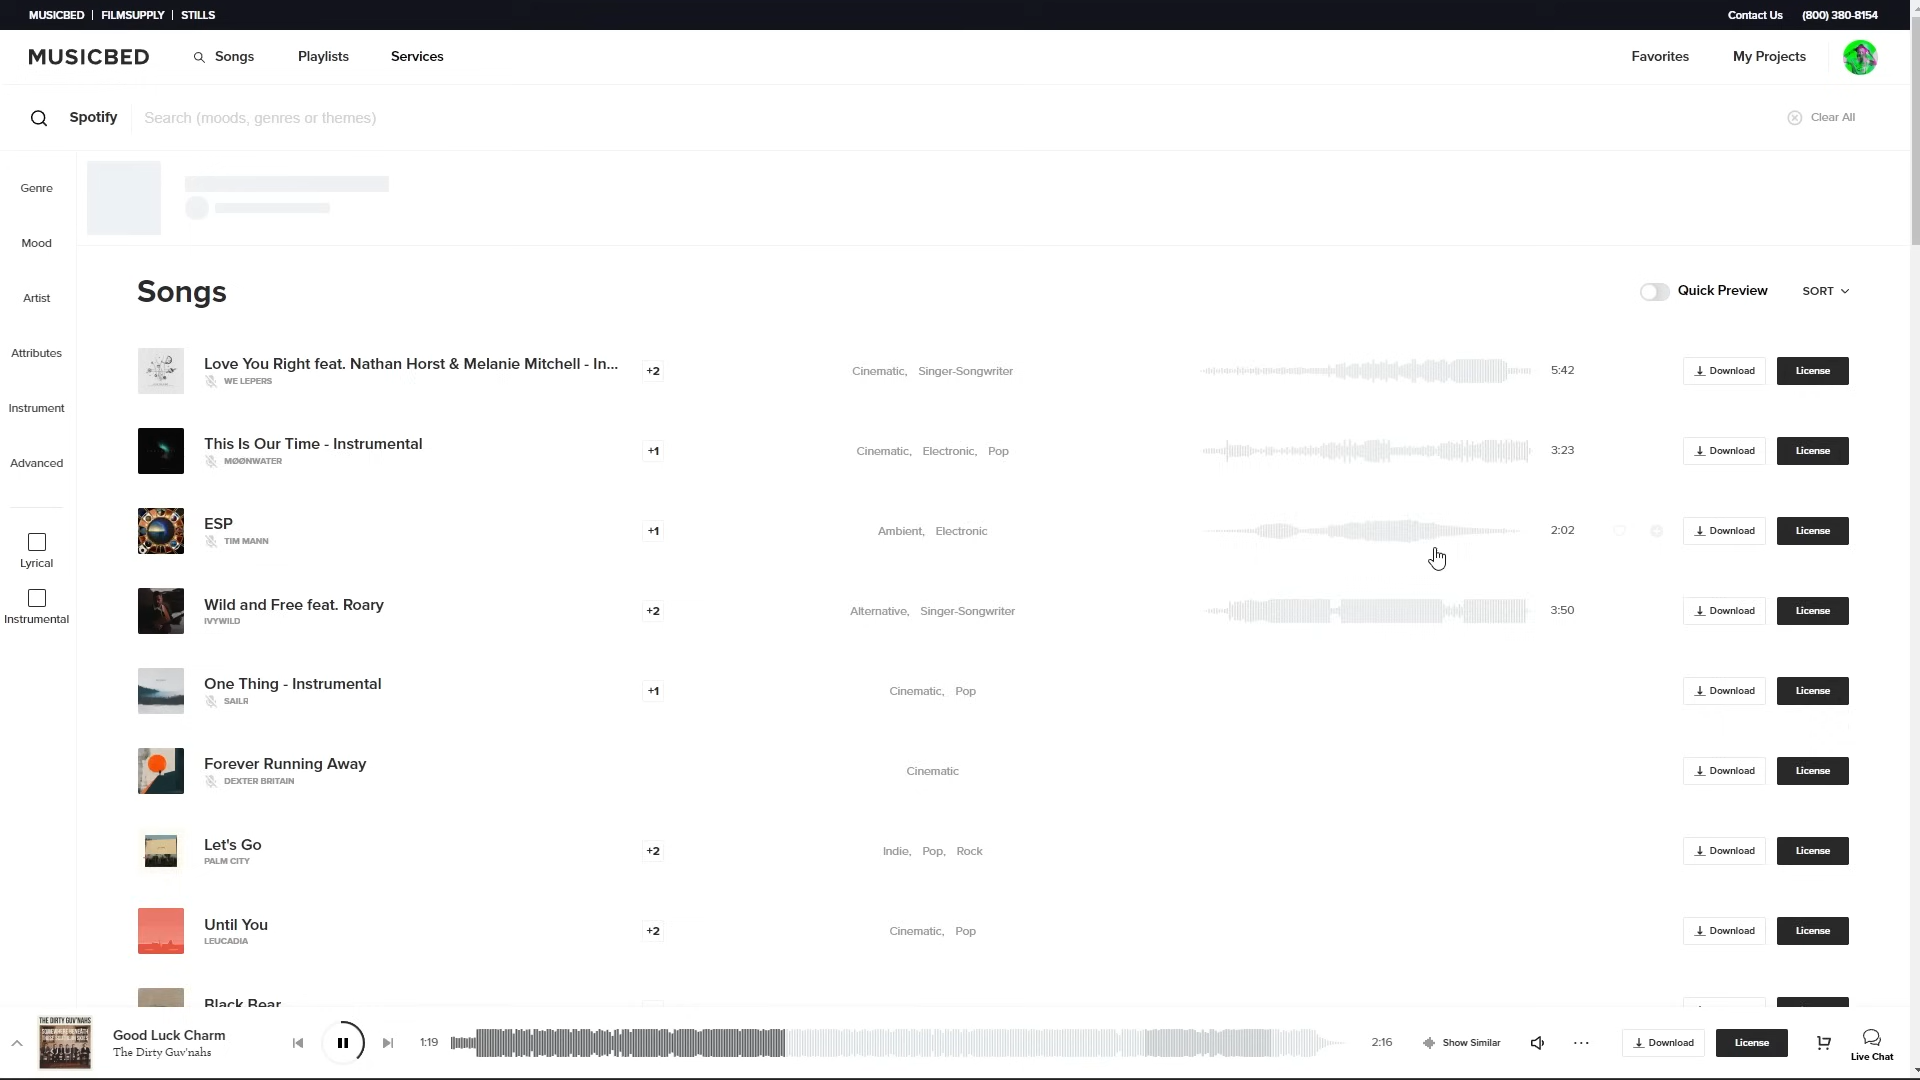 MUSICBED | FILMSUPPLY | STILLS
Contact Us (800) 380-8154
MUSICBED Songs Playlists Services Favorites My Projects
Spotify Search (moods, genres or themes) Clear All
Genre
Mood
Artist
Attributes
Instrument
Advanced
Lyrical
Instrumental
Songs
Quick Preview SORT
Love You Right feat. Nathan Horst & Melanie Mitchell - In... +2 Cinematic, Singer-Songwriter 5:42 Download License
WE LEPERS
This Is Our Time - Instrumental +1 Cinematic, Electronic, Pop 3:23 Download License
MØØNWATER
ESP +1 Ambient, Electronic 2:02 Download License
TIM MANN
Wild and Free feat. Roary +2 Alternative, Singer-Songwriter 3:50 Download License
IVYWILD
One Thing - Instrumental +1 Cinematic, Pop Download License
SAILR
Forever Running Away Cinematic Download License
DEXTER BRITAIN
Let's Go +2 Indie, Pop, Rock Download License
PALM CITY
Until You +2 Cinematic, Pop Download License
LEUCADIA
Black Bear
THE DIRTY GUV'NAHS
Good Luck Charm
The Dirty Guv'nahs
1:19 2:16 Show Similar Download License
Live Chat